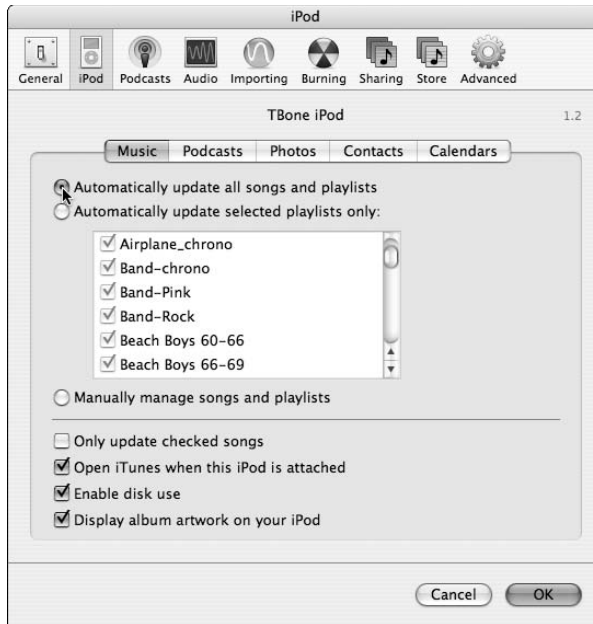 iPod
General iPod Podcasts Audio Importing Burning Sharing Store Advanced
TBone iPod 1.2
Music Podcasts Photos Contacts Calendars
Automatically update all songs and playlists
Automatically update selected playlists only:
Airplane_chrono
Band-chrono
Band-Pink
Band-Rock
Beach Boys 60-66
Beach Boys 66-69
Manually manage songs and playlists
Only update checked songs
Open iTunes when this iPod is attached
Enable disk use
Display album artwork on your iPod
Cancel OK